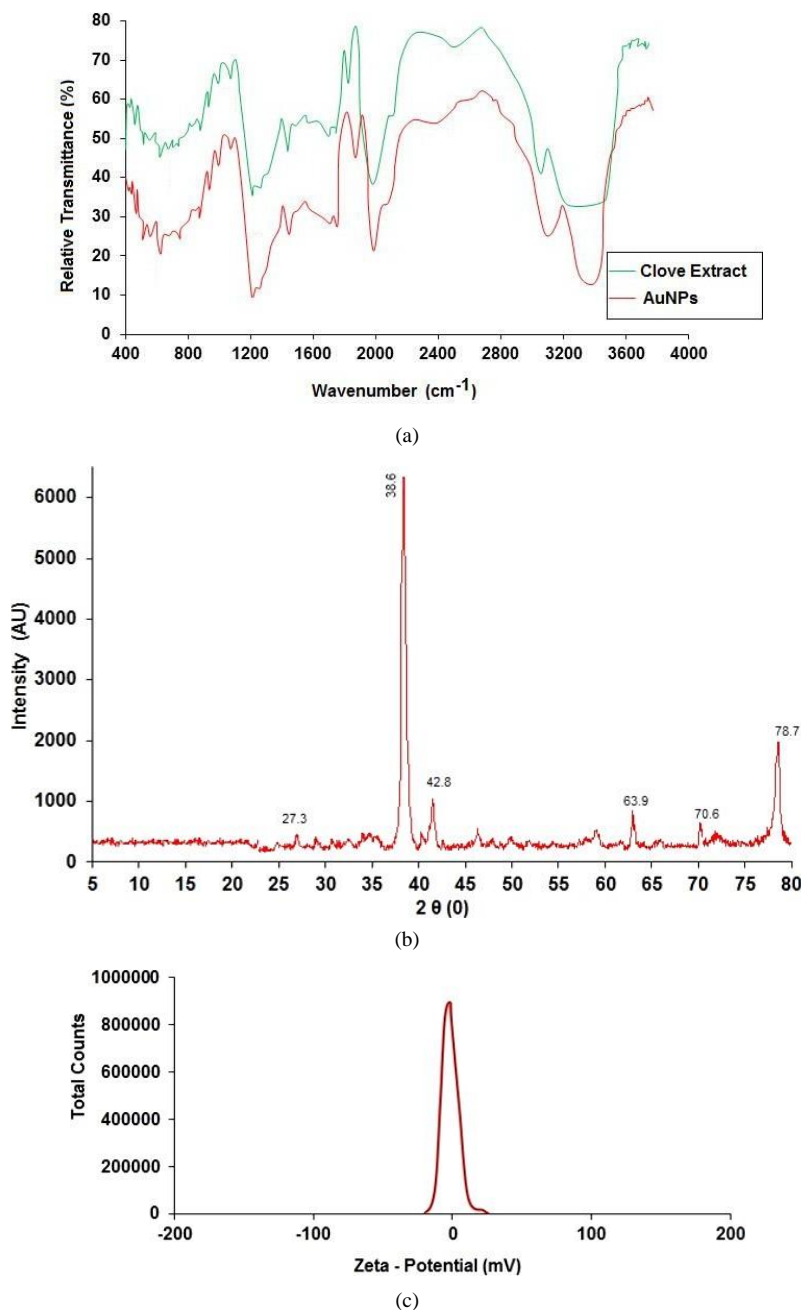 80
70
60
50
40
30
20
10
0
Relative Transmittance (%)
Clove Extract
AuNPs
400 1200 1600 2000 2400 2800 3200 3600 4000
Wavenumber (cm-1)
(a)
6000
5000
4000
3000
2000
1000
0
Intensity (AU)
27.3
38.6
42.8
63.9
70.6
78.7
5 10 15 22 25 30 35 38 40 45 50 55 60 65 70 75 80
2 θ (0)
(b)
1000000
800000
600000
400000
200000
0
Total Counts
-200 -100 0 100 200
Zeta - Potential (mV)
(c)